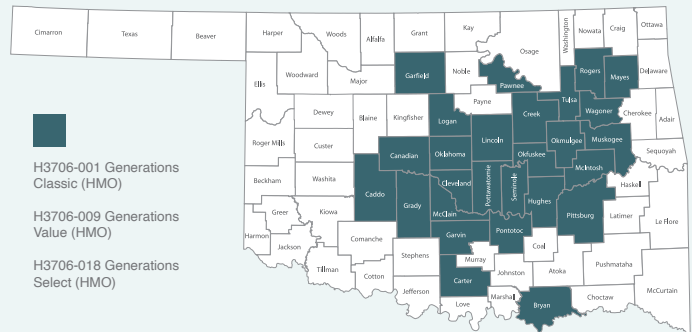 Cimarron
Texas
Beaver
Harper
Woods
Alfalfa
Grant
Kay
Washington
Nowata
Craig
Ottawa
Osage
Ellis
Woodward
Major
Garfield
Noble
Pawnee
Rogers
Mayes
Delaware
Payne
Tulsa
Wagoner
Cherokee
Adair
Dewey
Blaine
Kingfisher
Logan
Lincoln
Creek
Okmulgee
Muskogee
Roger Mills
Custer
Canadian
Oklahoma
Okfuskee
McIntosh
Sequoyah
Beckham
Washita
Caddo
Grady
Cleveland
McClain
Pottawatomie
Seminole
Hughes
Pittsburg
Haskell
Latimer
Le Flore
Greer
Kiowa
Harmon
Jackson
Comanche
Tillman
Cotton
Stephens
Garvin
Pontotoc
Coal
Murray
Johnston
Atoka
Pushmataha
McCurtain
Jefferson
Carter
Love
Marshall
Bryan
Choctaw
H3706-001 Generations
Classic (HMO)
H3706-009 Generations
Value (HMO)
H3706-018 Generations
Select (HMO)